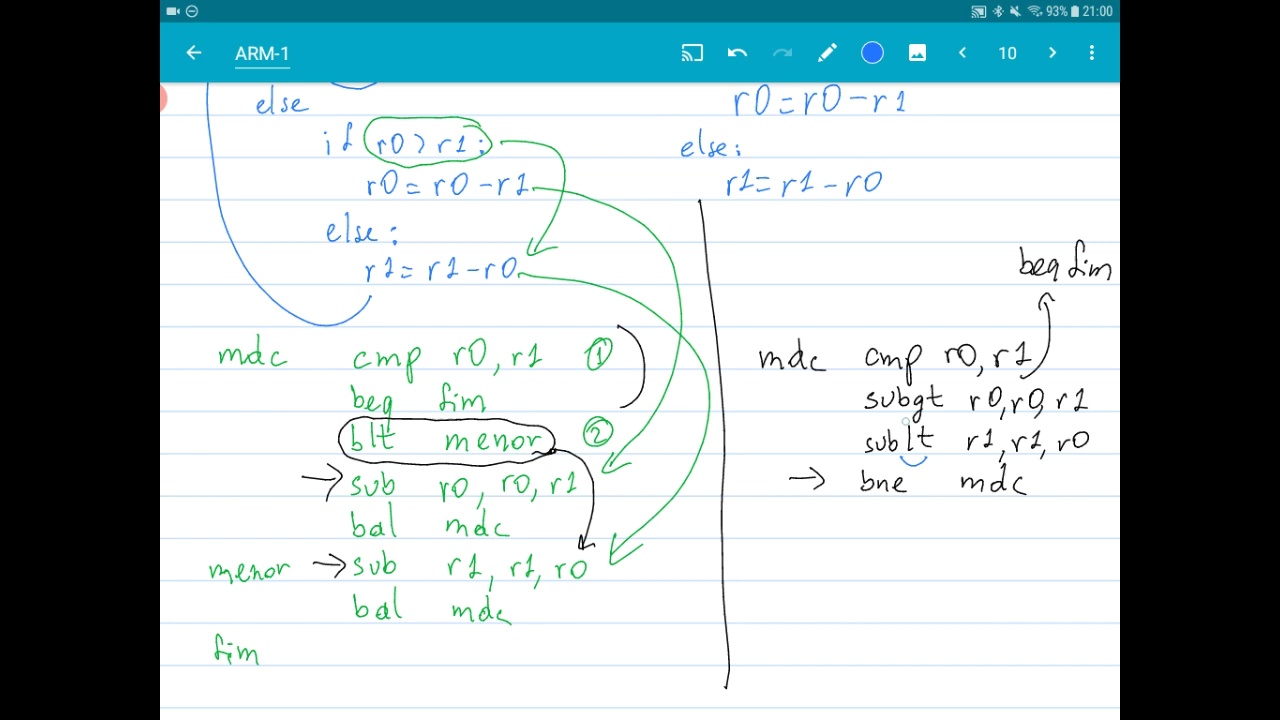 93% 21:00
ARM-1
10
else
if r0 > r1:
r0 = r0 - r1
else:
r1 = r1 - r0
r0 = r0 - r1
else:
r1 = r1 - r0
mdc cmp r0, r1 ①
beq fim
blt menor ②
sub r0, r0, r1
bal mdc
menor sub r1, r1, r0
bal mdc
fim
beq fim
mdc cmp r0, r1
subgt r0, r0, r1
sublt r1, r1, r0
bne mdc